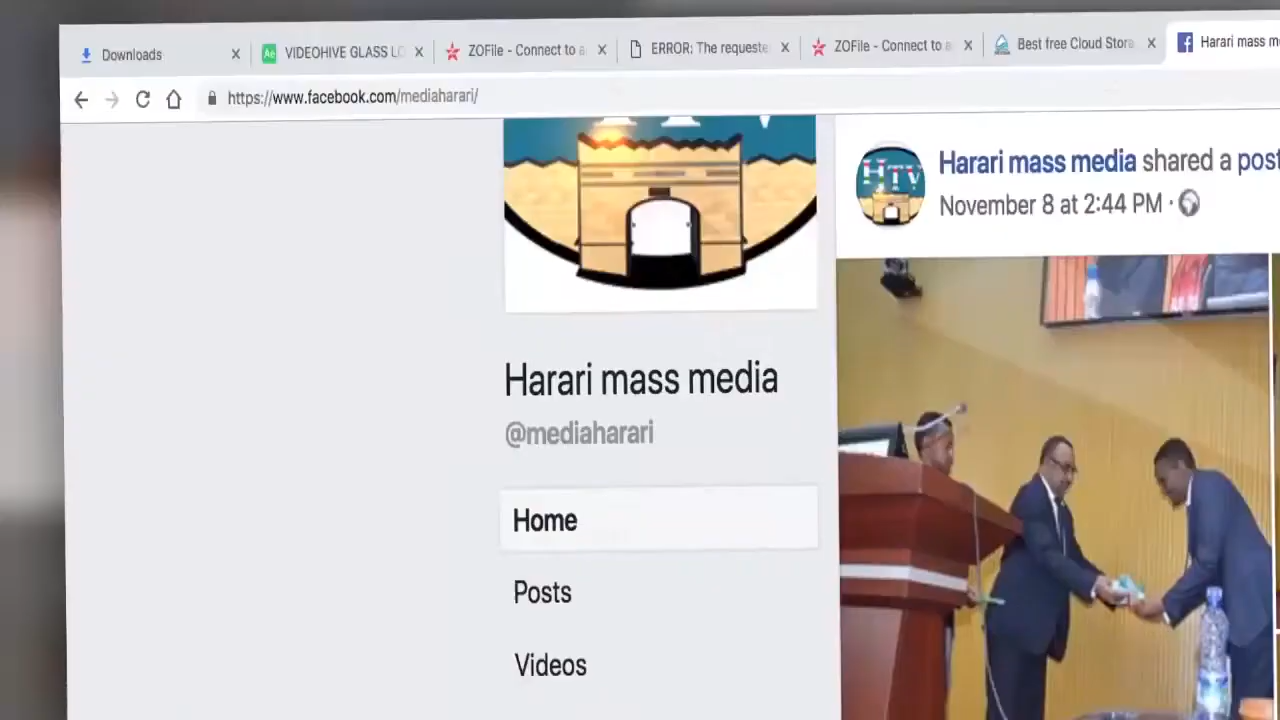 Downloads
VIDEOHIVE GLASS LO
ZOFile - Connect to a
ERROR: The requeste
ZOFile - Connect to a
Best free Cloud Stora
Harari mass m
https://www.facebook.com/mediaharari/
HTV
Harari mass media shared a post
November 8 at 2:44 PM ·
Harari mass media
@mediaharari
Home
Posts
Videos